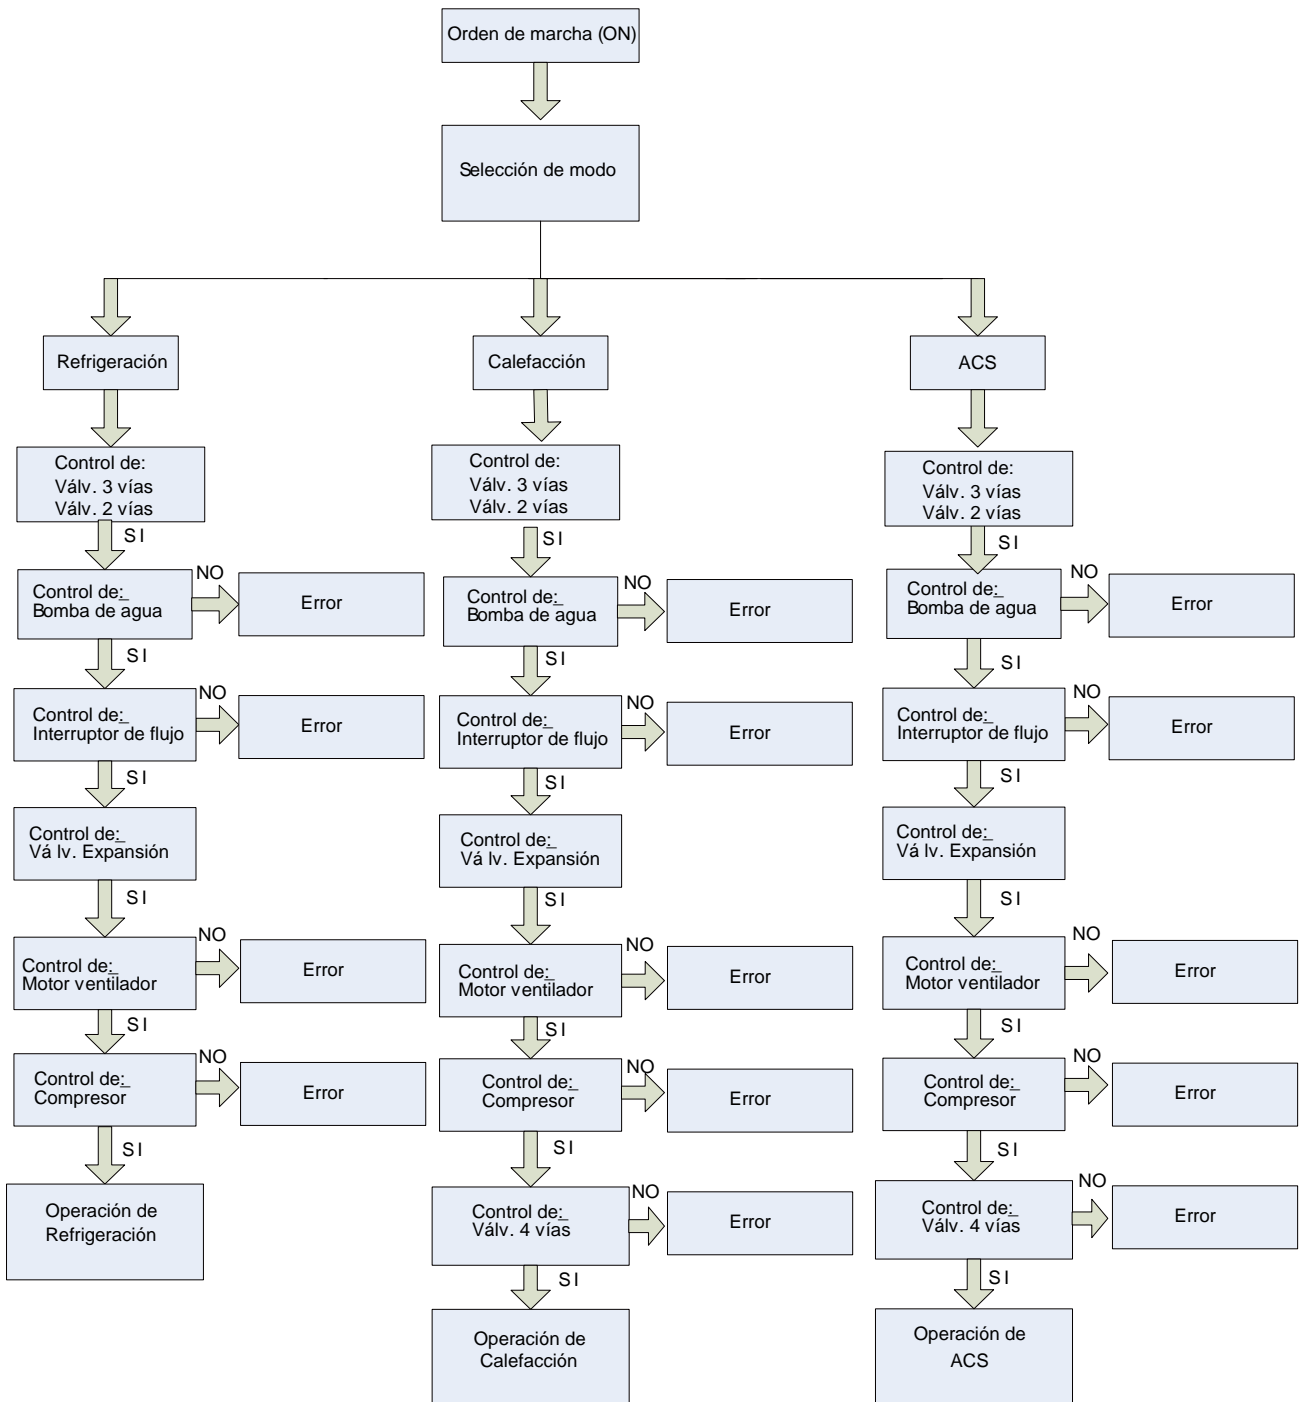 Orden de marcha (ON)
Selección de modo
Refrigeración
Calefacción
ACS
Control de:
Válv. 3 vías
Válv. 2 vías
Control de:
Válv. 3 vías
Válv. 2 vías
Control de:
Válv. 3 vías
Válv. 2 vías
SI
SI
SI
Control de:
Bomba de agua
NO
Error
Control de:
Bomba de agua
NO
Error
Control de:
Bomba de agua
NO
Error
SI
SI
SI
Control de:
Interruptor de flujo
NO
Error
Control de:
Interruptor de flujo
NO
Error
Control de:
Interruptor de flujo
NO
Error
SI
SI
SI
Control de:
Vá lv. Expansión
Control de:
Vá lv. Expansión
Control de:
Vá lv. Expansión
SI
SI
SI
Control de:
Motor ventilador
NO
Error
Control de:
Motor ventilador
NO
Error
Control de:
Motor ventilador
NO
Error
SI
SI
SI
Control de:
Compresor
NO
Error
Control de:
Compresor
NO
Error
Control de:
Compresor
NO
Error
SI
SI
SI
Operación de
Refrigeración
Control de:
Válv. 4 vías
NO
Error
Control de:
Válv. 4 vías
NO
Error
SI
SI
Operación de
Calefacción
Operación de
ACS